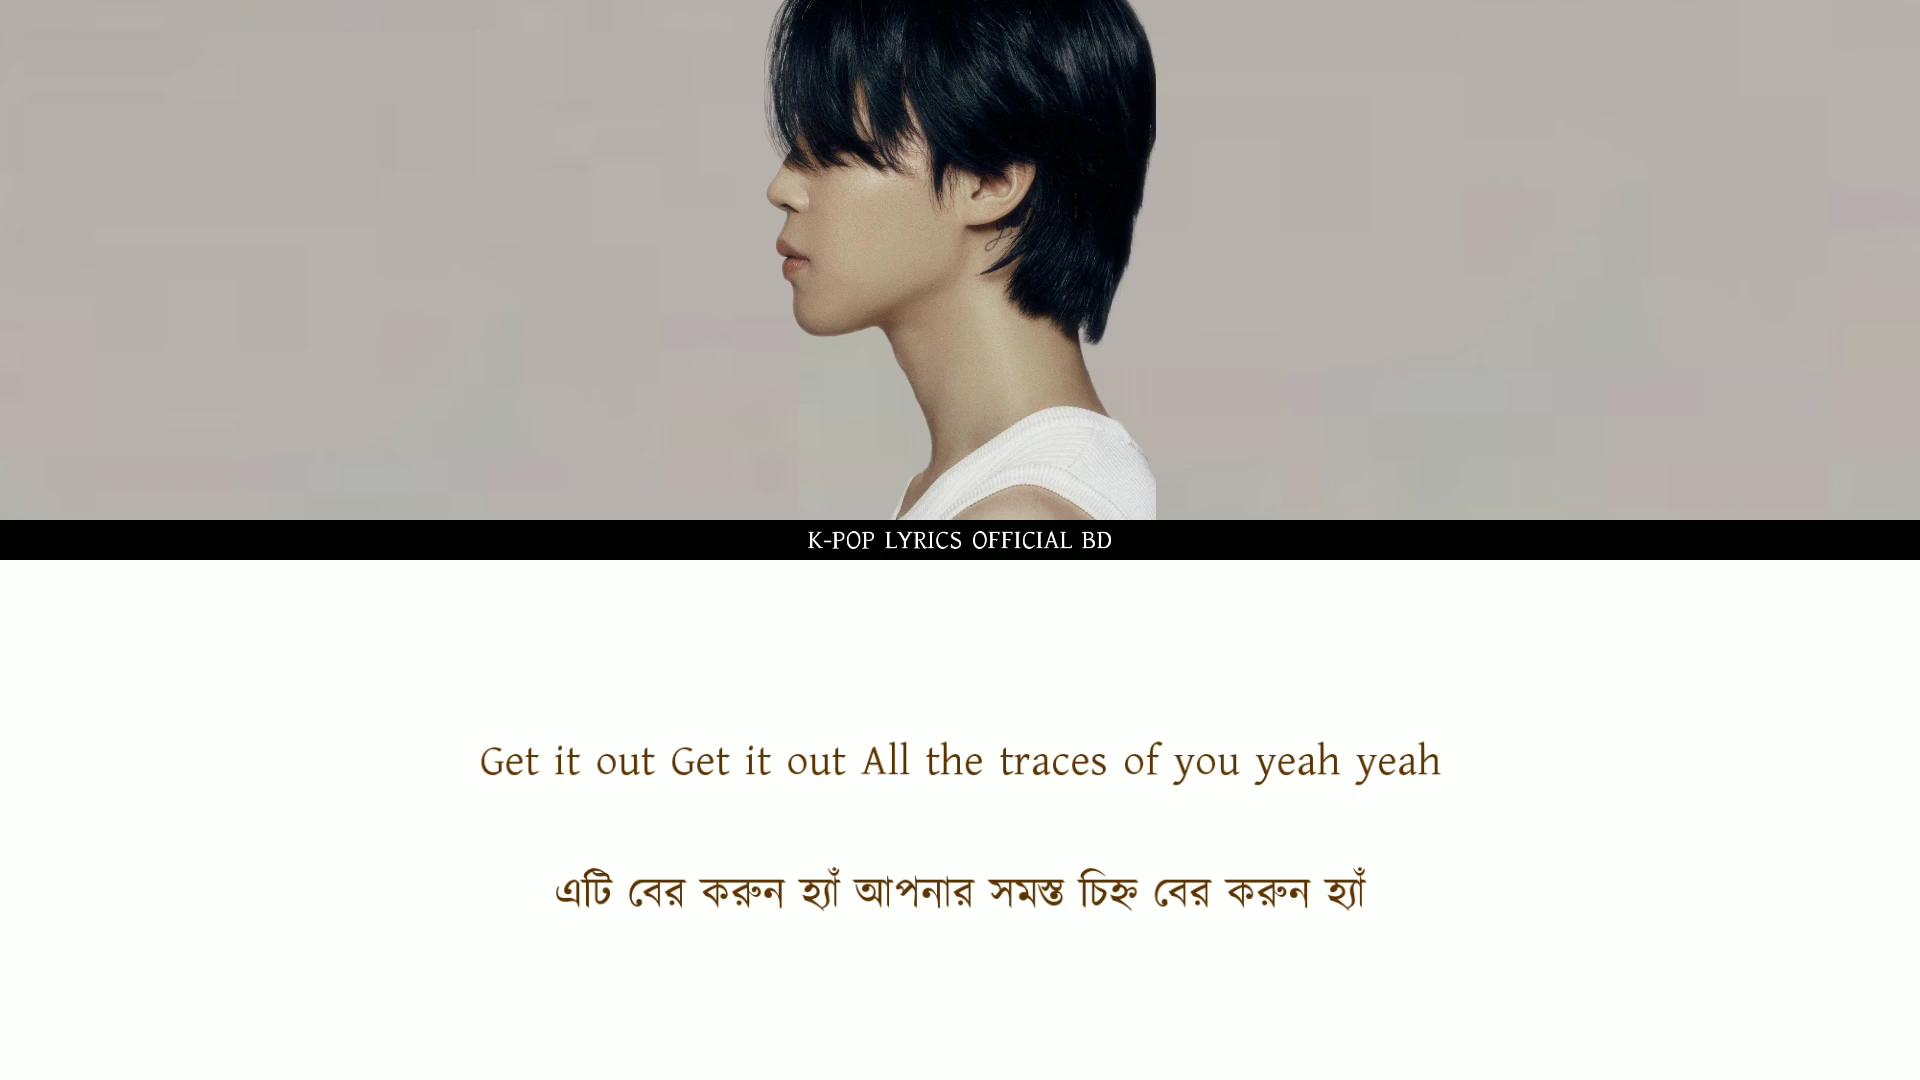 K-POP LYRICS OFFICIAL BD
Get it out Get it out All the traces of you yeah yeah
এটি বের করুন হ্যাঁ আপনার সমস্ত চিহ্ন বের করুন হ্যাঁ